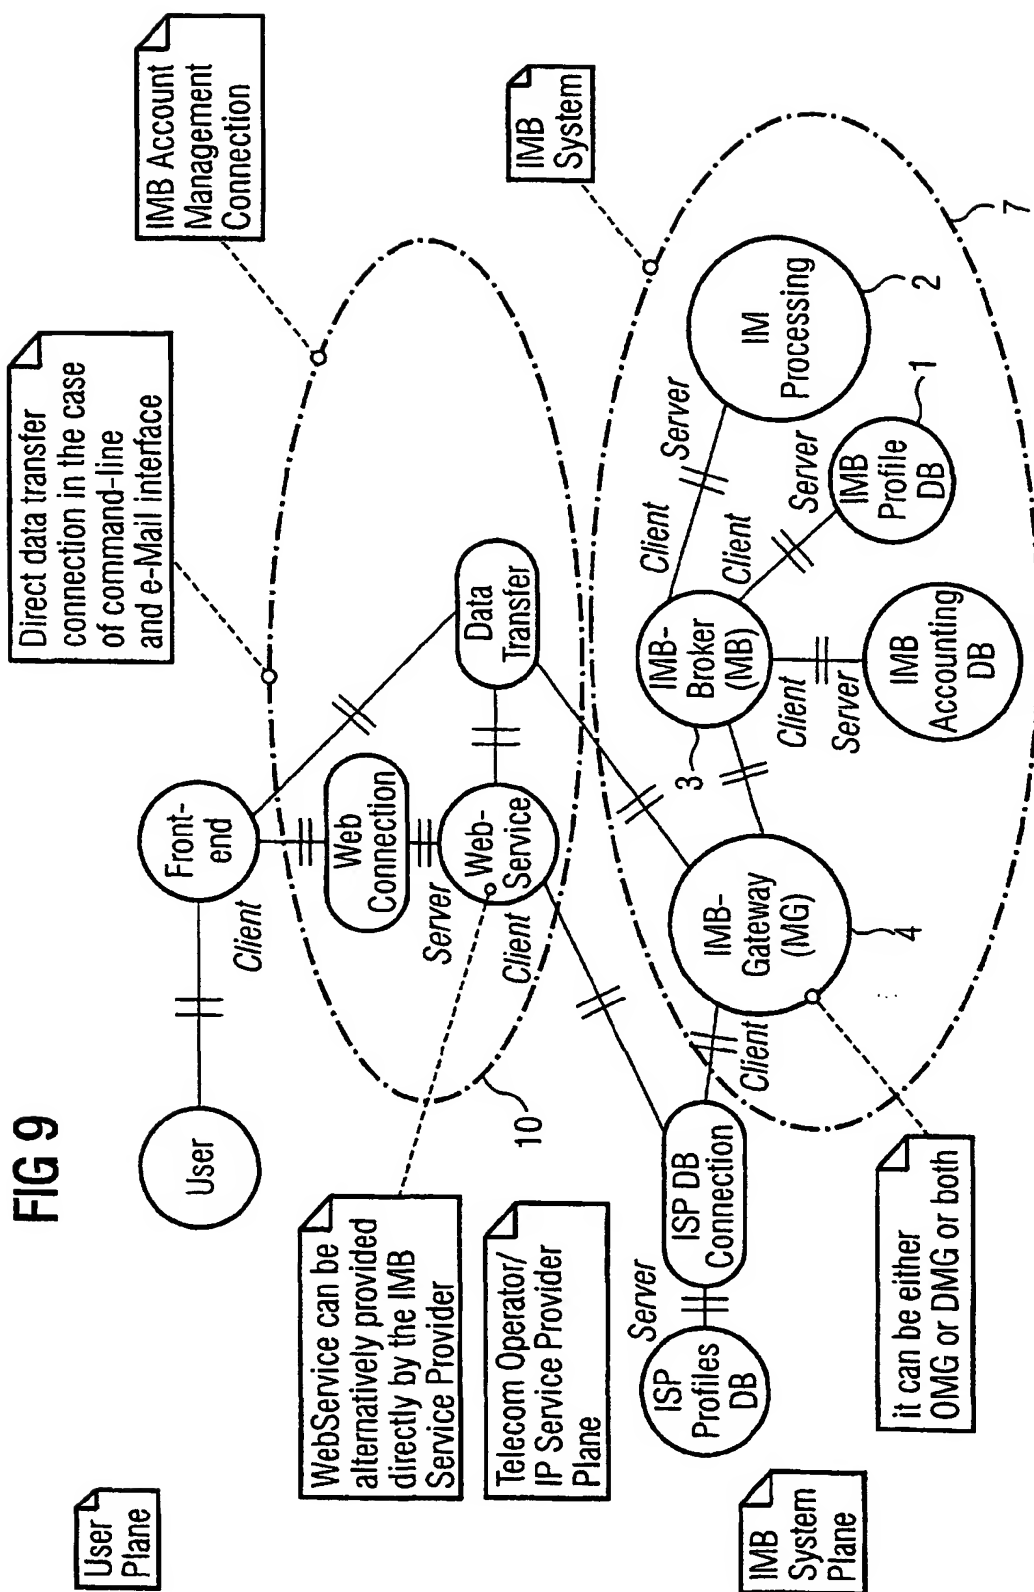 FIG 9
User
Plane
User
Front-
end
Client
Direct data transfer
connection in the case
of command-line
and e-Mail interface
IMB Account
Management
Connection
WebService can be
alternatively provided
directly by the IMB
Service Provider
10
Web
Connection
Server
Web-
Service
Client
Data
Transfer
Telecom Operator/
IP Service Provider
Plane
IMB
System
ISP
Profiles
DB
Server
ISP DB
Connection
Client
IMB-
Gateway
(MG)
4
IMB-
Broker
(MB)
3
Client
Server
Client
Server
Client
Server
IM
Processing
2
IMB
Profile
DB
1
IMB
Accounting
DB
7
IMB
System
Plane
it can be either
OMG or DMG or both